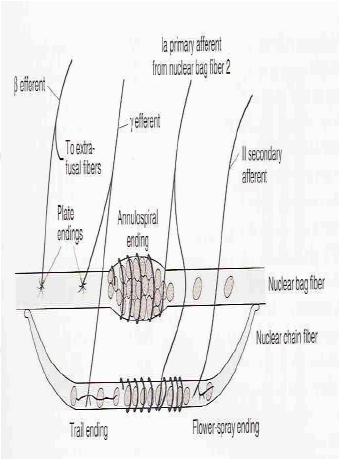 Ia primary afferent
from nuclear bag fiber 2
β efferent
γ efferent
To extra-
fusal fibers
II secondary
afferent
Plate
endings
Annulospiral
ending
Nuclear bag fiber
Nuclear chain fiber
Trail ending
Flower-spray ending